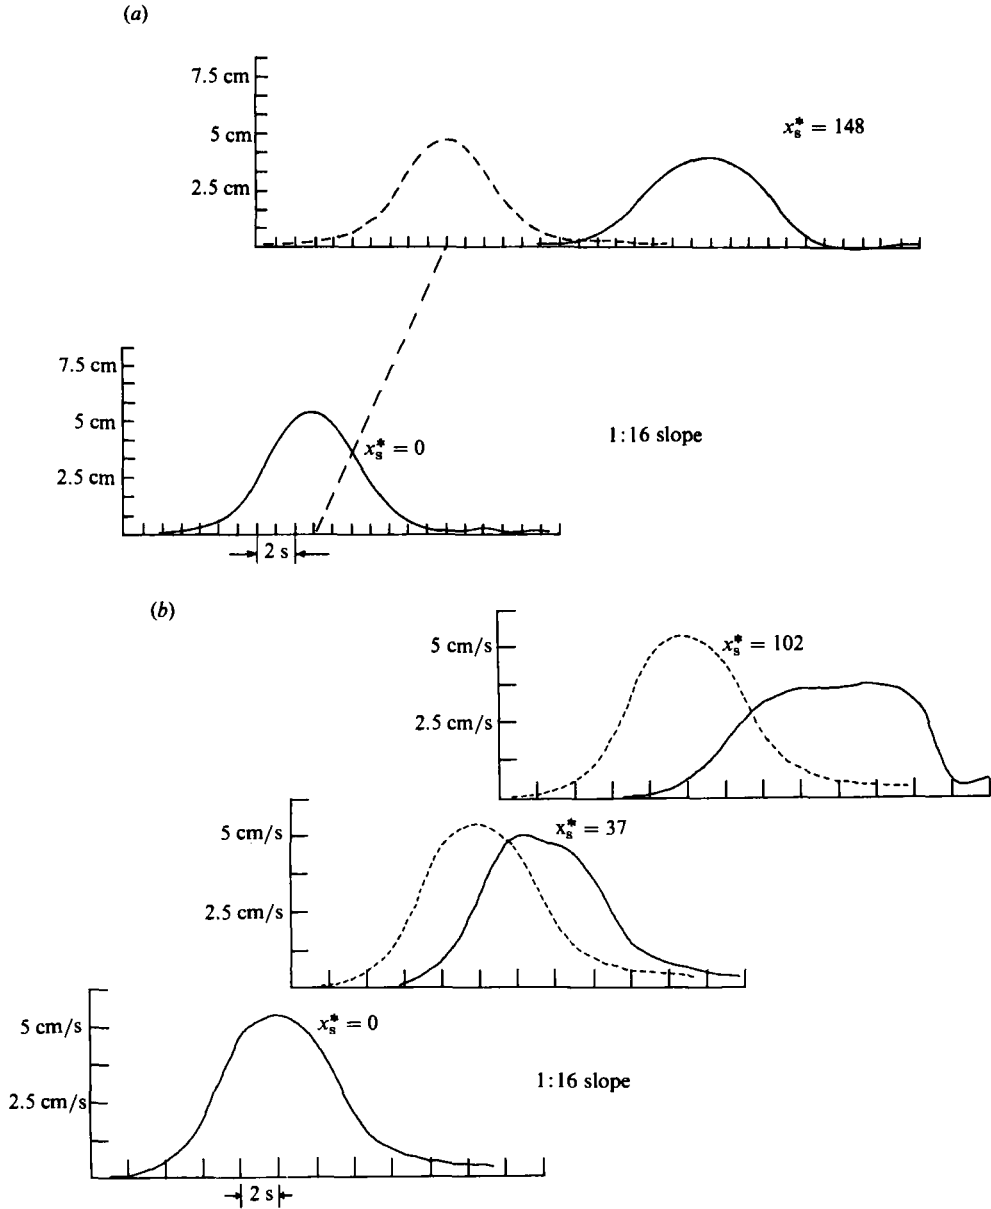 (a)
7.5 cm
5 cm
2.5 cm
x*s = 148
7.5 cm
5 cm
2.5 cm
x*s = 0
1:16 slope
2 s
(b)
5 cm/s
2.5 cm/s
x*s = 102
5 cm/s
2.5 cm/s
x*s = 37
5 cm/s
2.5 cm/s
x*s = 0
1:16 slope
2 s